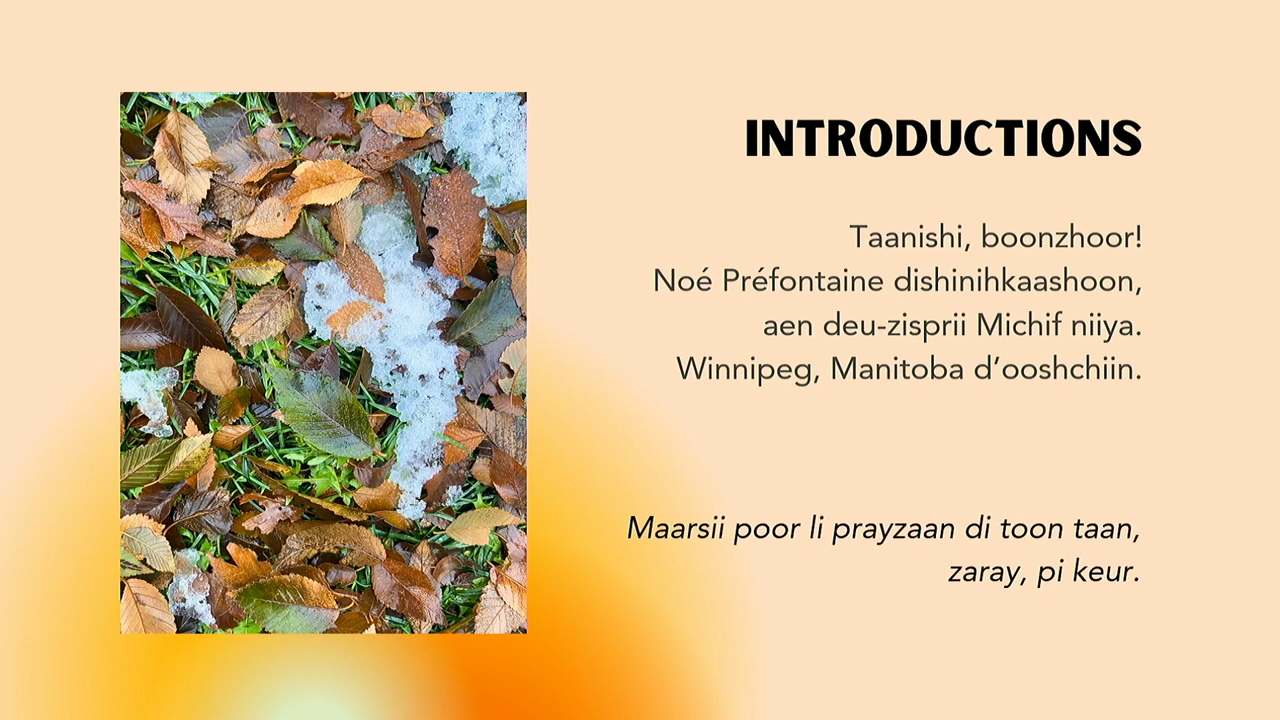 INTRODUCTIONS
Taanishi, boonzhoor!
Noé Préfontaine dishinihkaashoon,
aen deu-zisprii Michif niiya.
Winnipeg, Manitoba d’ooshchiin.
Maarsii poor li prayzaan di toon taan,
zaray, pi keur.